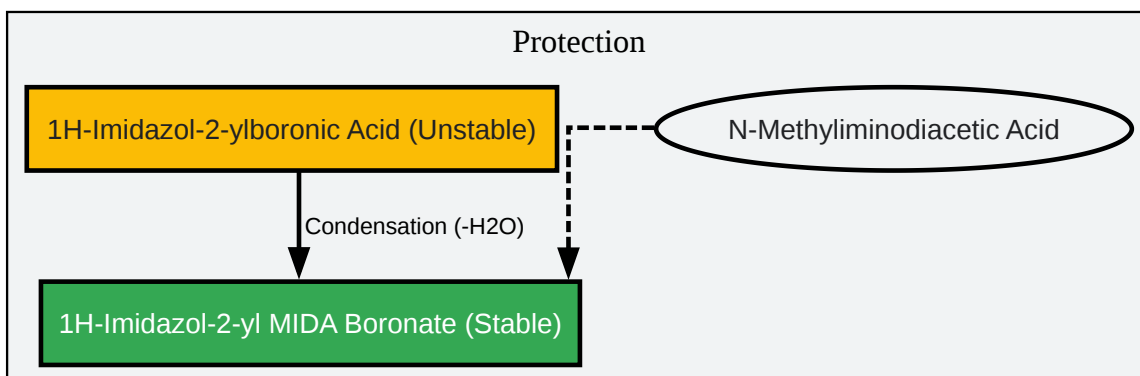 Protection
1H-Imidazol-2-ylboronic Acid (Unstable)
N-Methyliminodiacetic Acid
Condensation (-H2O)
1H-Imidazol-2-yl MIDA Boronate (Stable)